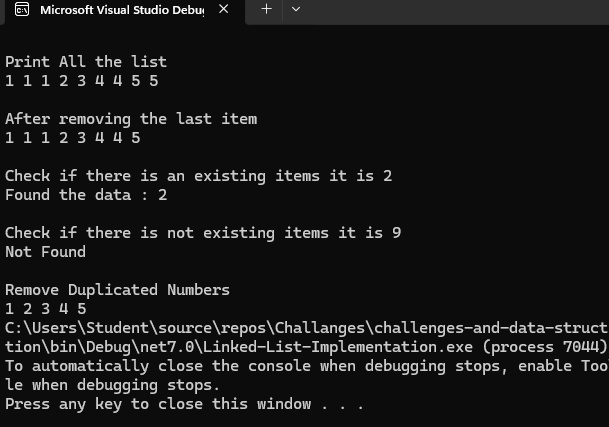 Microsoft Visual Studio Debu
Print All the list
1 1 1 2 3 4 4 5 5
After removing the last item
1 1 1 2 3 4 4 5
Check if there is an existing items it is 2
Found the data : 2
Check if there is not existing items it is 9
Not Found
Remove Duplicated Numbers
1 2 3 4 5
C:\Users\Student\source\repos\Challanges\challenges-and-data-struct
tion\bin\Debug\net7.0\Linked-List-Implementation.exe (process 7044)
To automatically close the console when debugging stops, enable Too
le when debugging stops.
Press any key to close this window . . .